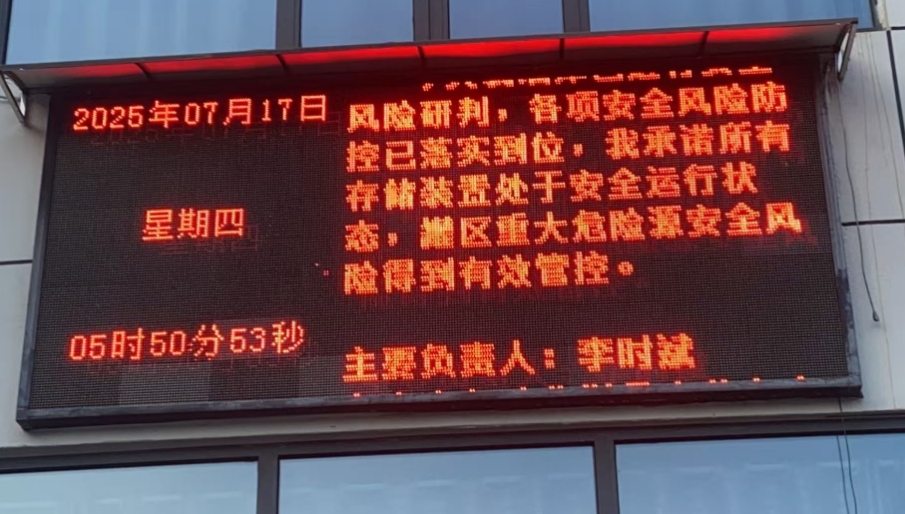 2025年07月17日
星期四
05时50分53秒
风险研判，各项安全风险防
控已落实到位，我承诺所有
存储装置处于安全运行状
态，罐区重大危险源安全风
险得到有效管控。
主要负责人：李时斌